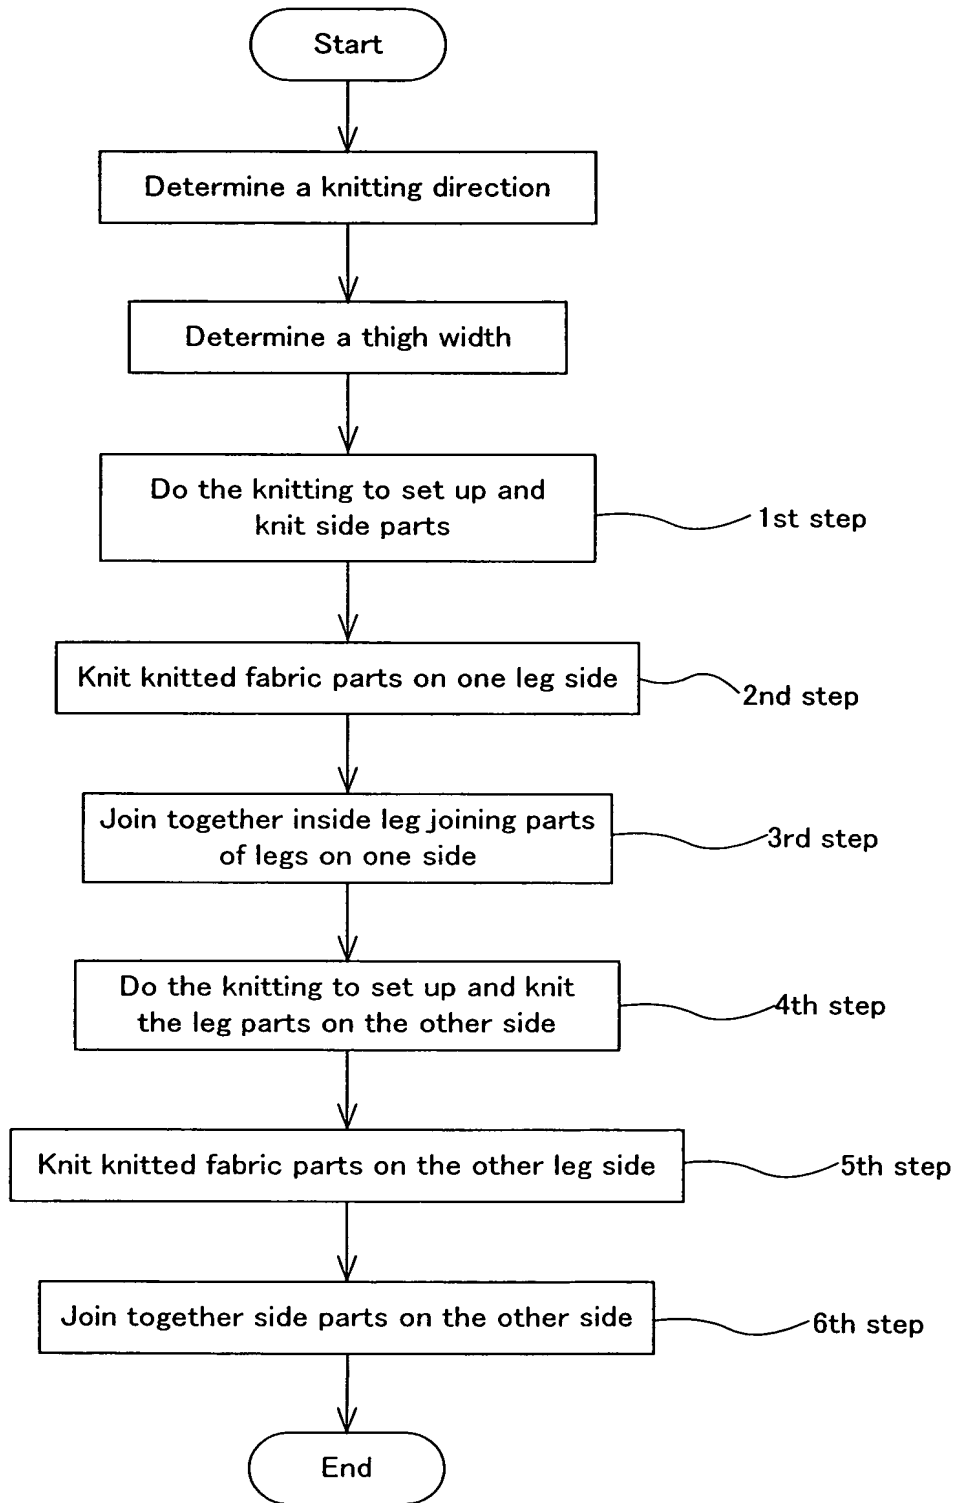 Start
Determine a knitting direction
Determine a thigh width
Do the knitting to set up and
knit side parts
1st step
Knit knitted fabric parts on one leg side
2nd step
Join together inside leg joining parts
of legs on one side
3rd step
Do the knitting to set up and knit
the leg parts on the other side
4th step
Knit knitted fabric parts on the other leg side
5th step
Join together side parts on the other side
6th step
End